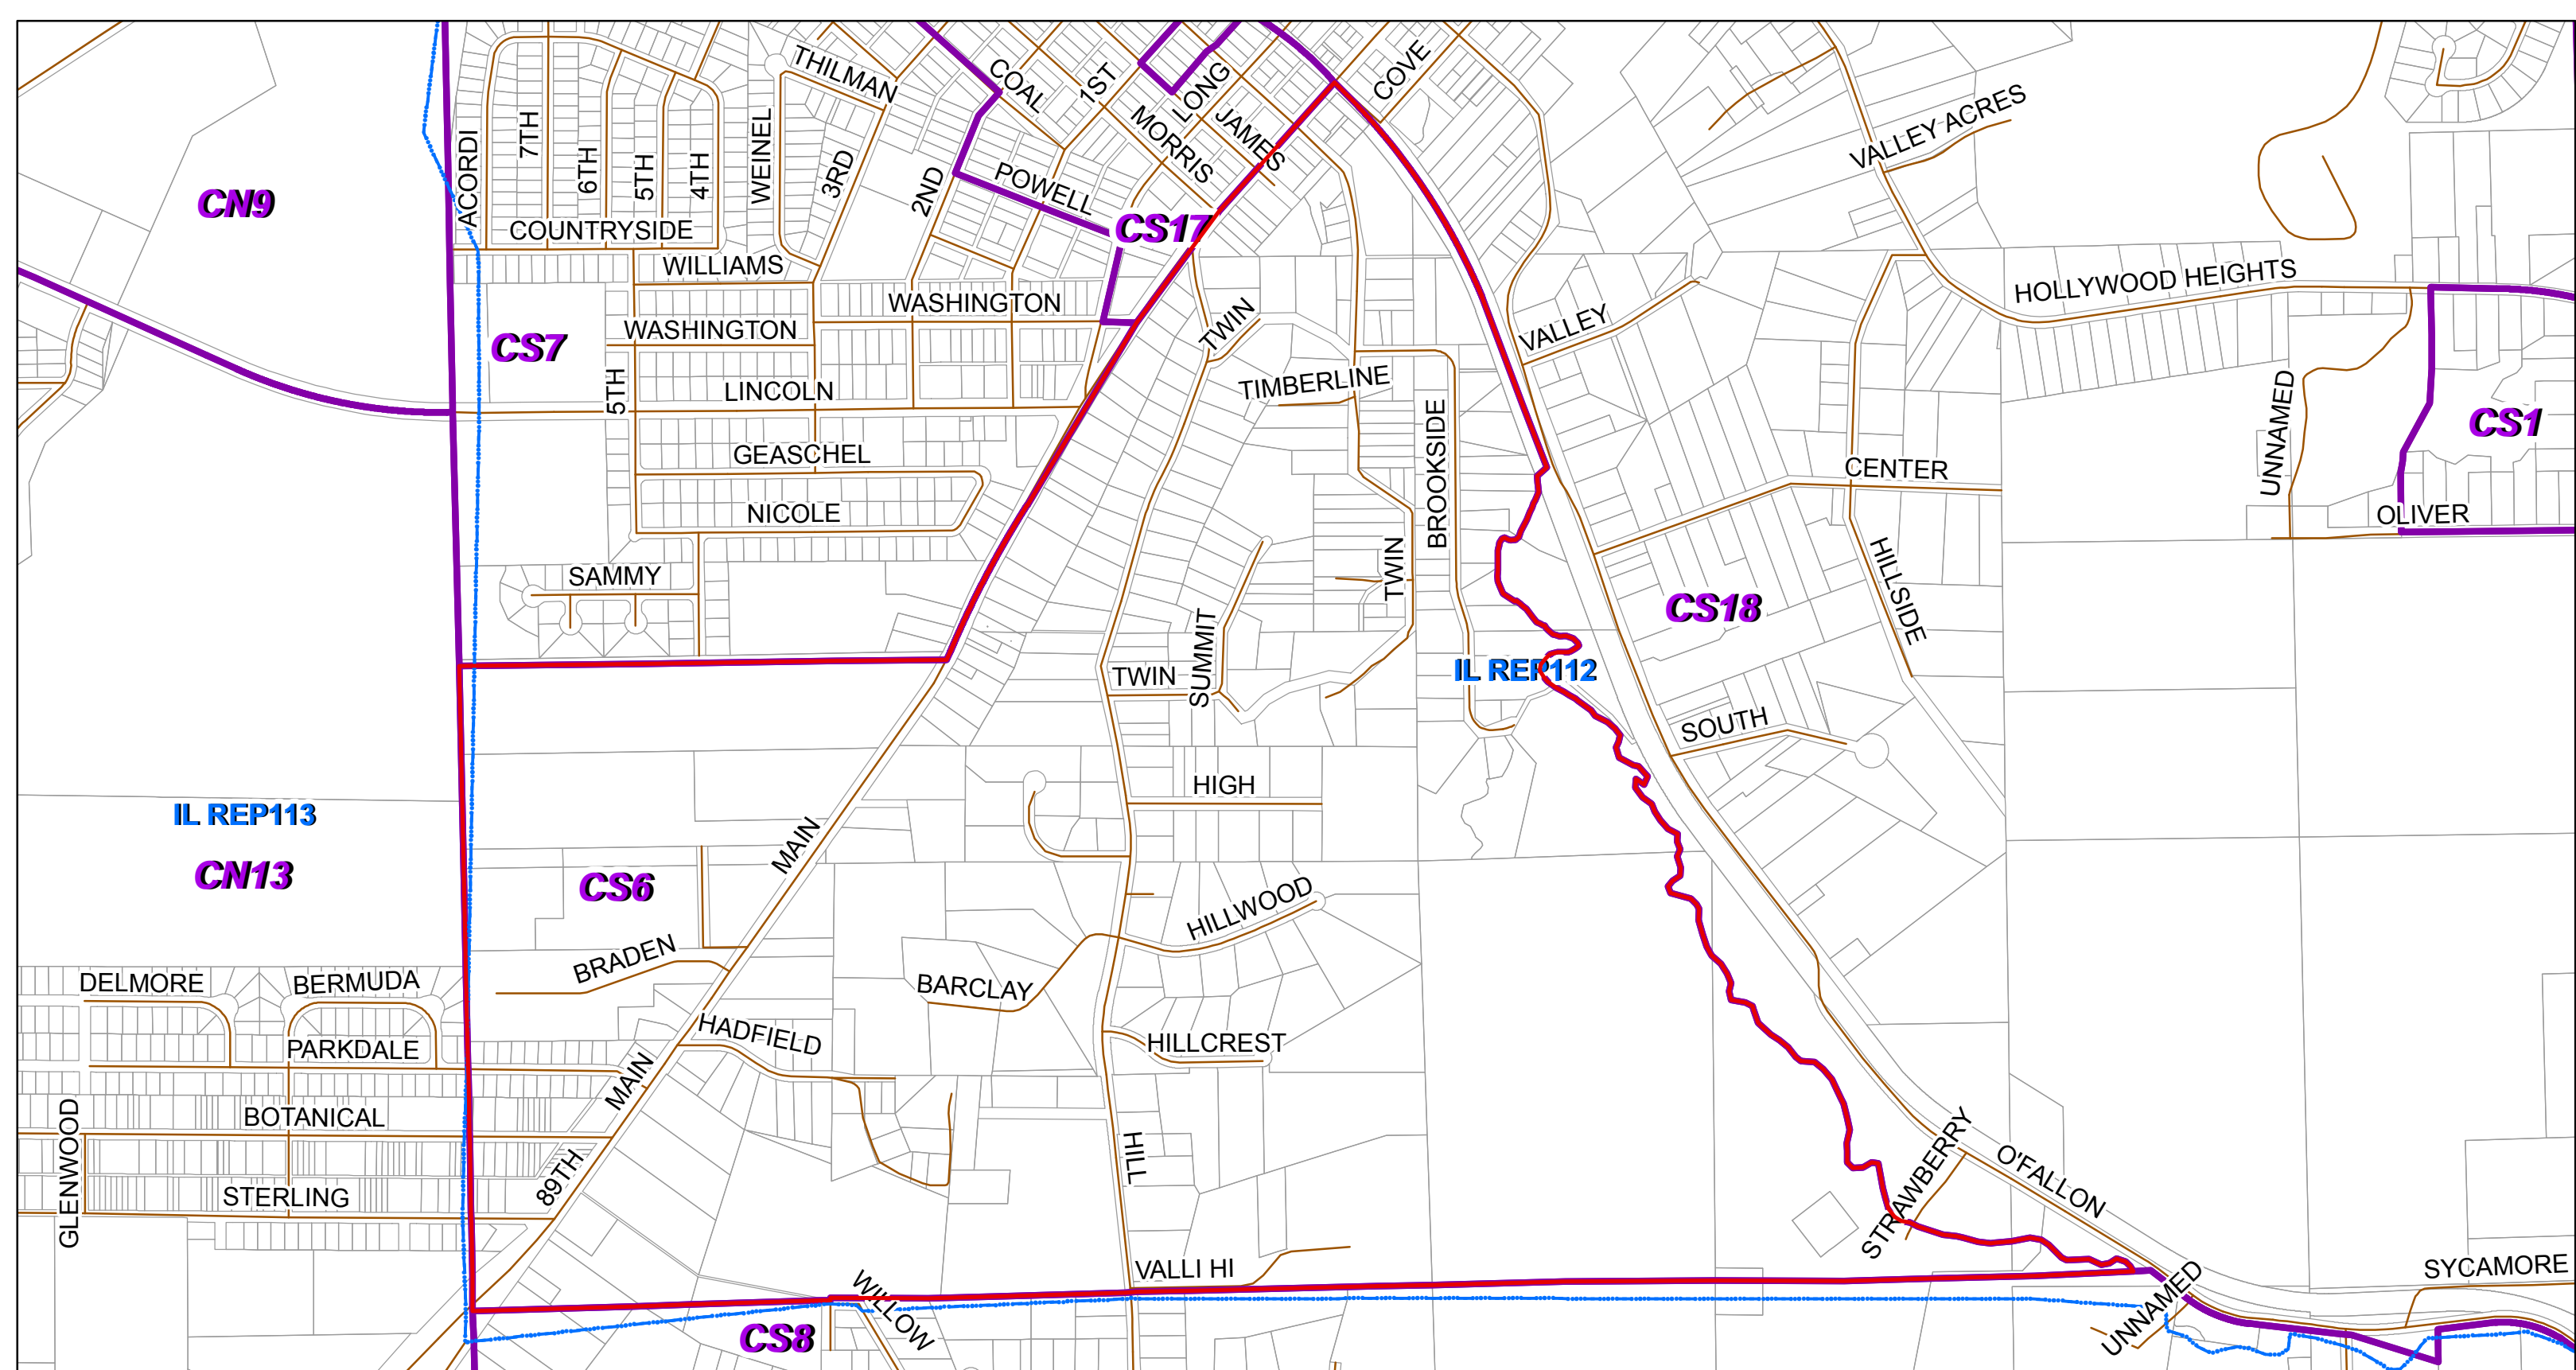 THILMAN
COAL
1ST
LONG
COVE
MORRIS
JAMES
VALLEY ACRES
ACORDI
7TH
6TH
5TH
4TH
WEINEL
3RD
2ND
POWELL
CN9
CS17
COUNTRYSIDE
WILLIAMS
HOLLYWOOD HEIGHTS
WASHINGTON
WASHINGTON
TWIN
VALLEY
CS7
5TH
LINCOLN
TIMBERLINE
UNNAMED
CS1
GEASCHEL
BROOKSIDE
CENTER
NICOLE
OLIVER
SAMMY
TWIN
HILLSIDE
CS18
TWIN
SUMMIT
IL REP112
SOUTH
HIGH
IL REP113
MAIN
CN13
CS6
HILLWOOD
BRADEN
DELMORE
BERMUDA
BARCLAY
HADFIELD
HILLCREST
PARKDALE
MAIN
GLENWOOD
BOTANICAL
HILL
STRAWBERRY
O'FALLON
89TH
STERLING
VALLI HI
SYCAMORE
WILLOW
UNNAMED
CS8